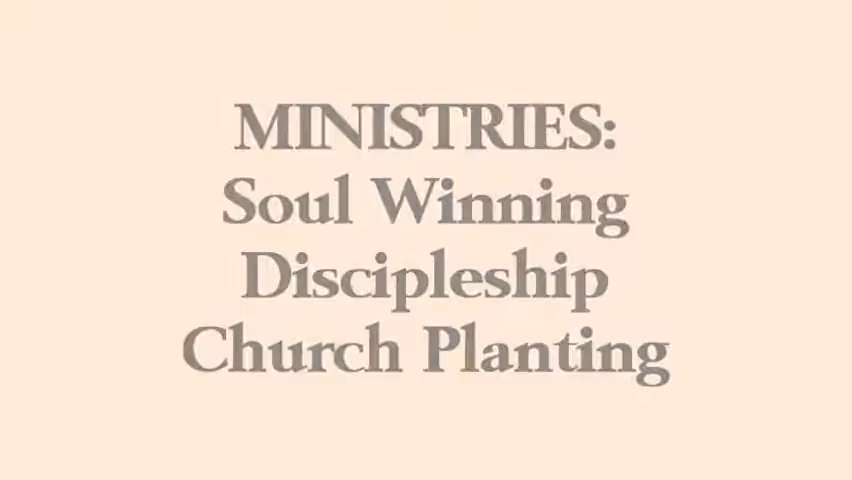 MINISTRIES:
Soul Winning
Discipleship
Church Planting